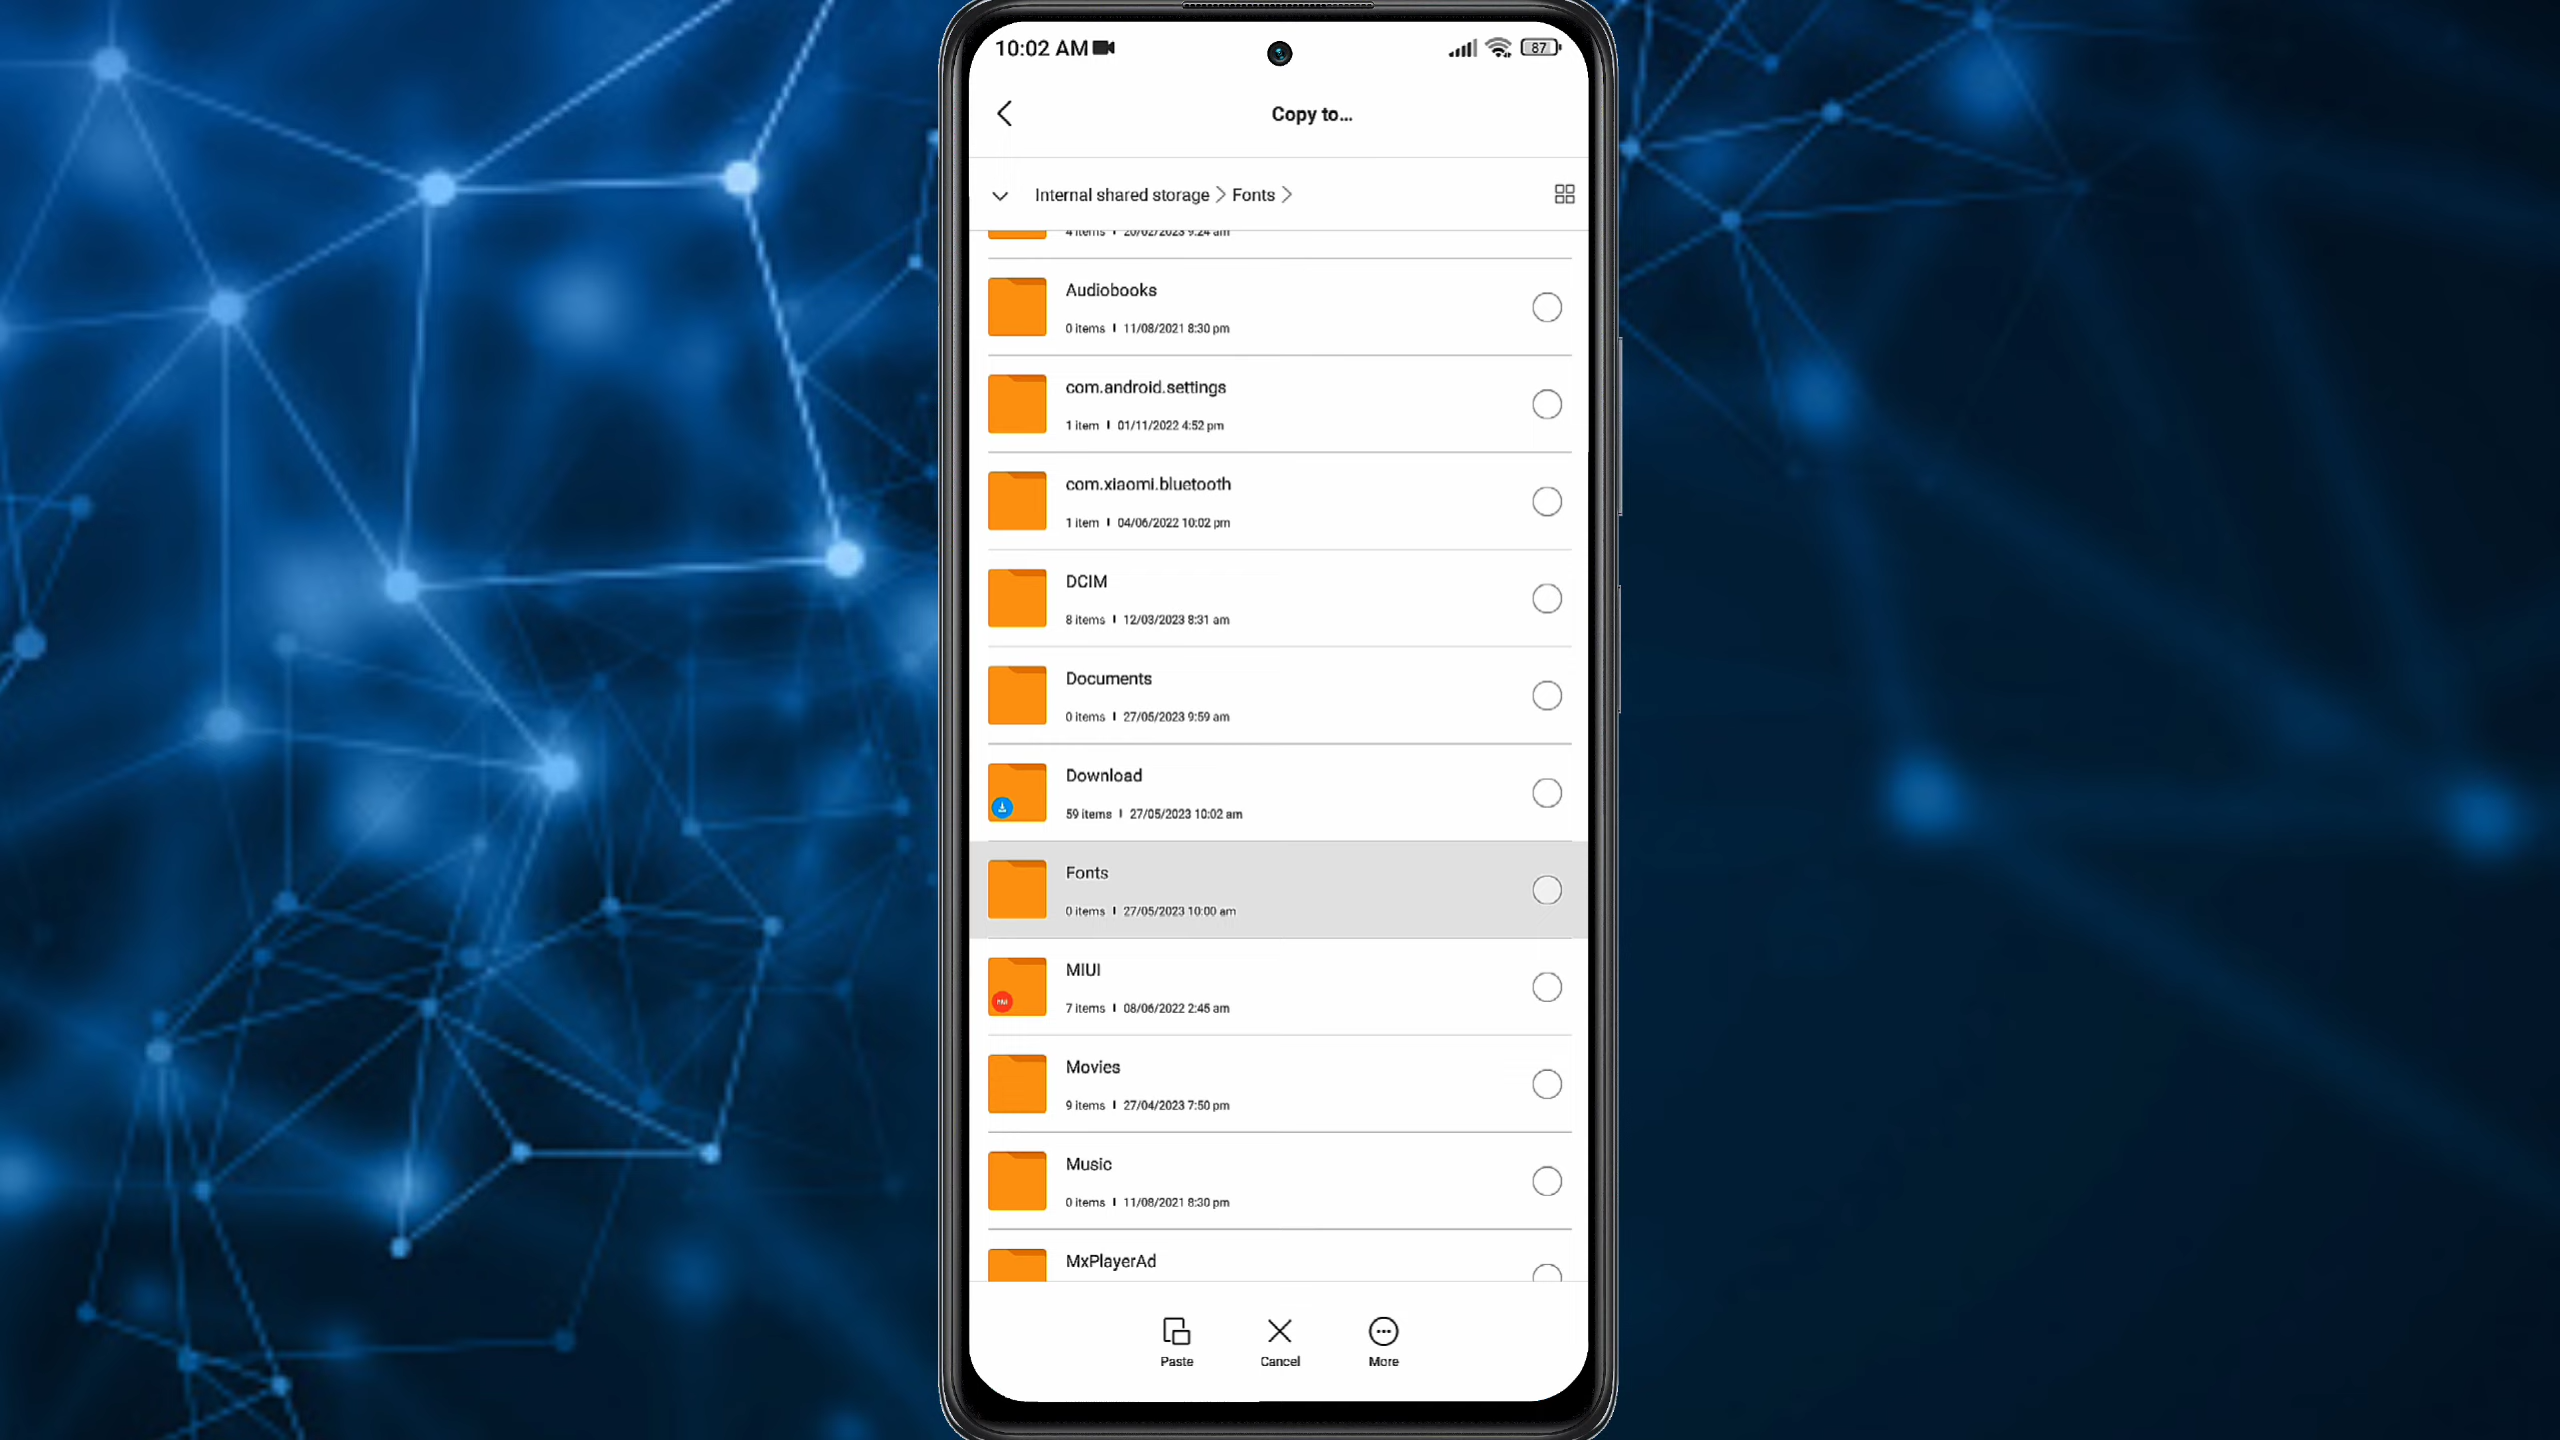 10:02 AM
87
Copy to...
Internal shared storage > Fonts >
4 items | 20/02/2023 9:24 am
Audiobooks
0 items | 11/08/2021 8:30 pm
com.android.settings
1 item | 01/11/2022 4:52 pm
com.xiaomi.bluetooth
1 item | 04/06/2022 10:02 pm
DCIM
8 items | 12/03/2023 8:31 am
Documents
0 items | 27/05/2023 9:59 am
Download
59 items | 27/05/2023 10:02 am
Fonts
0 items | 27/05/2023 10:00 am
MIUI
7 items | 08/06/2022 2:45 am
Movies
9 items | 27/04/2023 7:50 pm
Music
0 items | 11/08/2021 8:30 pm
MxPlayerAd
Paste
Cancel
More